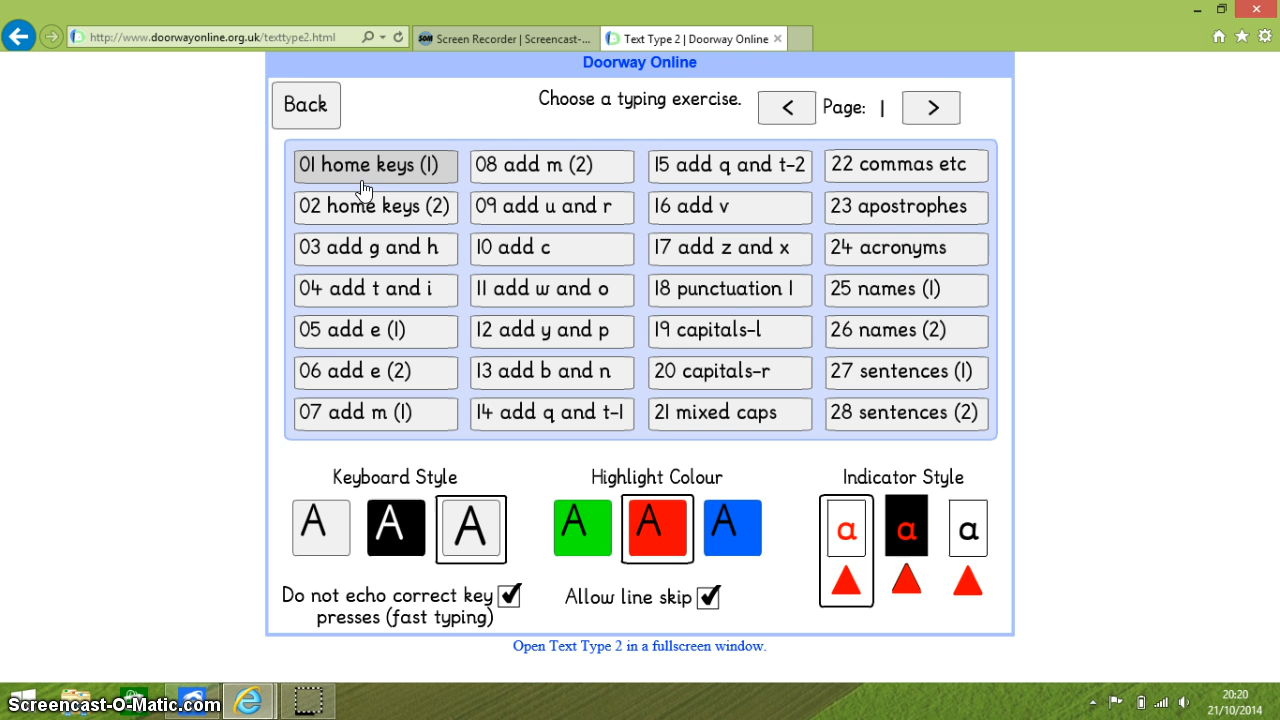 http://www.doorwayonline.org.uk/texttype2.html
Screen Recorder | Screencast-...
Text Type 2 | Doorway Online
Doorway Online
Back
Choose a typing exercise.
<
Page: 1
>
01 home keys (1)
08 add m (2)
15 add q and t-2
22 commas etc
02 home keys (2)
09 add u and r
16 add v
23 apostrophes
03 add g and h
10 add c
17 add z and x
24 acronyms
04 add t and i
11 add w and o
18 punctuation 1
25 names (1)
05 add e (1)
12 add y and p
19 capitals-l
26 names (2)
06 add e (2)
13 add b and n
20 capitals-r
27 sentences (1)
07 add m (1)
14 add q and t-1
21 mixed caps
28 sentences (2)
Keyboard Style
Highlight Colour
Indicator Style
A A A
A A A
a a a
Do not echo correct key
presses (fast typing)
Allow line skip
Open Text Type 2 in a fullscreen window.
Screencast-O-Matic.com
20:20
21/10/2014